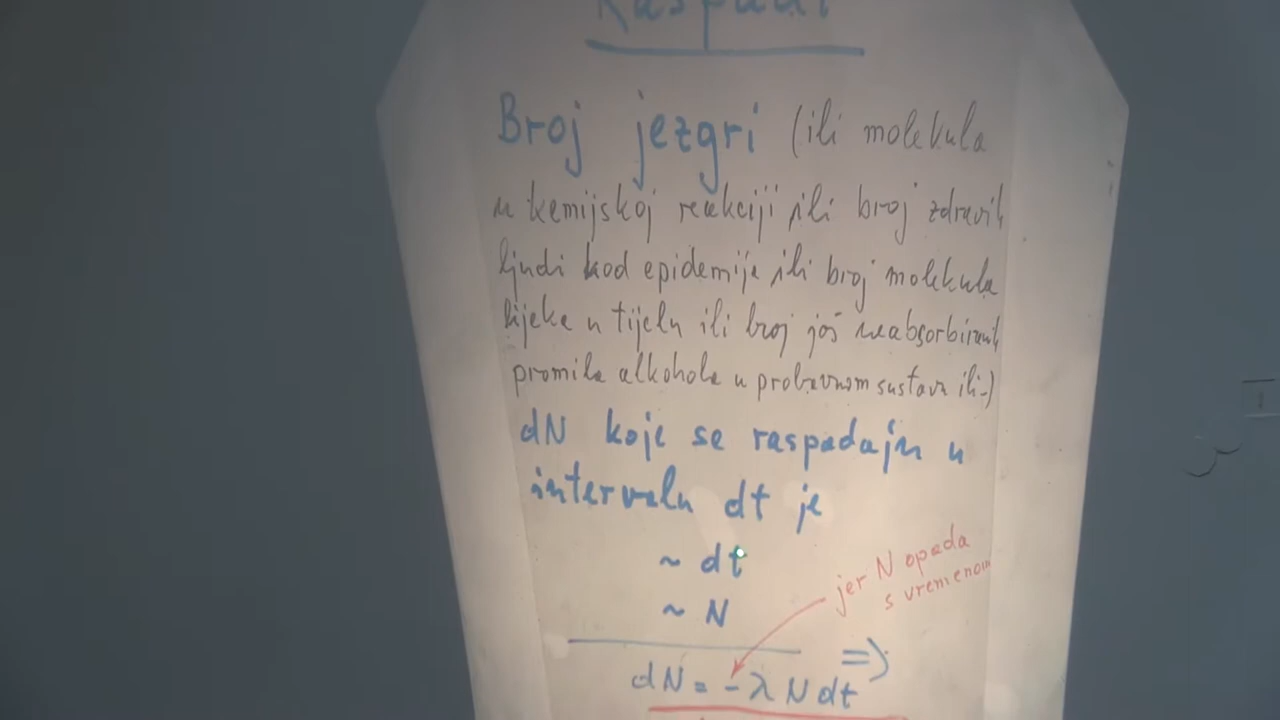 Raspadi
Broj jezgri (ili molekula
u kemijskoj reakciji ili broj zdravih
ljudi kod epidemije ili broj molekula
lijeka u tijelu ili broj još neabsorbiranih
promila alkohola u probavnom sustavu ili-)
dN koje se raspadaju u
intervalu dt je
~ dt
~ N
jer N opada
s vremenom
dN = -λ N dt =>